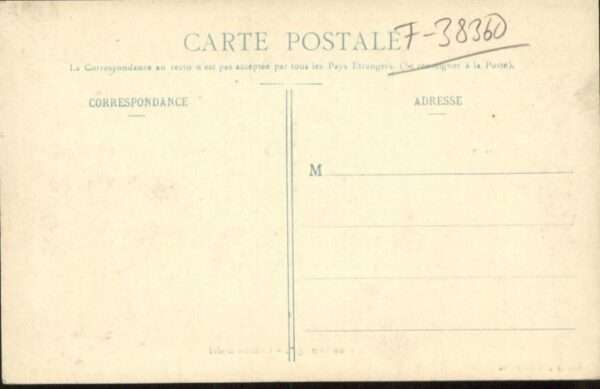 CARTE POSTALE
F-38360
La Correspondance au recto n'est pas acceptée par tous les Pays Etrangers. (Se renseigner à la Poste).
CORRESPONDANCE
ADRESSE
M